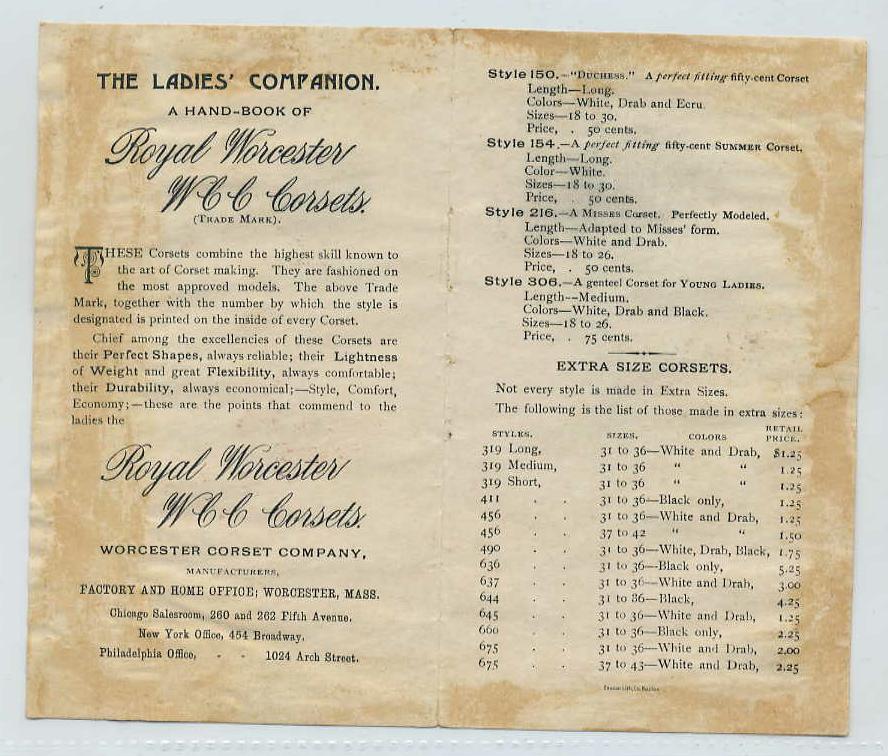 THE LADIES' COMPANION.
A HAND-BOOK OF
Royal Worcester
WCC Corsets.
(TRADE MARK).
THESE Corsets combine the highest skill known to
the art of Corset making. They are fashioned on
the most approved models. The above Trade
Mark, together with the number by which the style is
designated is printed on the inside of every Corset.
Chief among the excellencies of these Corsets are
their Perfect Shapes, always reliable; their Lightness
of Weight and great Flexibility, always comfortable;
their Durability, always economical;—Style, Comfort,
Economy;—these are the points that commend to the
ladies the
Royal Worcester
WCC Corsets.
WORCESTER CORSET COMPANY,
MANUFACTURERS,
FACTORY AND HOME OFFICE; WORCESTER, MASS.
Chicago Salesroom, 260 and 262 Fifth Avenue.
New York Office, 454 Broadway.
Philadelphia Office, - - 1024 Arch Street.
Style 150.—"DUCHESS." A perfect fitting fifty-cent Corset
Length—Long.
Colors—White, Drab and Ecru.
Sizes—18 to 30.
Price, . 50 cents.
Style 154.—A perfect fitting fifty-cent SUMMER Corset.
Length—Long.
Color—White.
Sizes—18 to 30.
Price, . 50 cents.
Style 216.—A MISSES Corset. Perfectly Modeled.
Length—Adapted to Misses' form.
Colors—White and Drab.
Sizes—18 to 26.
Price, . 50 cents.
Style 306.—A genteel Corset for YOUNG LADIES.
Length—Medium.
Colors—White, Drab and Black.
Sizes—18 to 26.
Price, . 75 cents.
EXTRA SIZE CORSETS.
Not every style is made in Extra Sizes.
The following is the list of those made in extra sizes:
STYLES. SIZES. COLORS RETAIL PRICE.
319 Long, 31 to 36—White and Drab, $1.25
319 Medium, 31 to 36 " " 1.25
319 Short, 31 to 36 " " 1.25
411 . . 31 to 36—Black only, 1.25
456 . . 31 to 36—White and Drab, 1.25
456 . . 37 to 42 " " 1.50
490 . . 31 to 36—White, Drab, Black, 1.75
636 . . 31 to 36—Black only, 5.25
637 . . 31 to 36—White and Drab, 3.00
644 . . 31 to 36—Black, 4.25
645 . . 31 to 36—White and Drab, 1.25
660 . . 31 to 36—Black only, 2.25
675 . . 31 to 36—White and Drab, 2.00
675 . . 37 to 43—White and Drab, 2.25